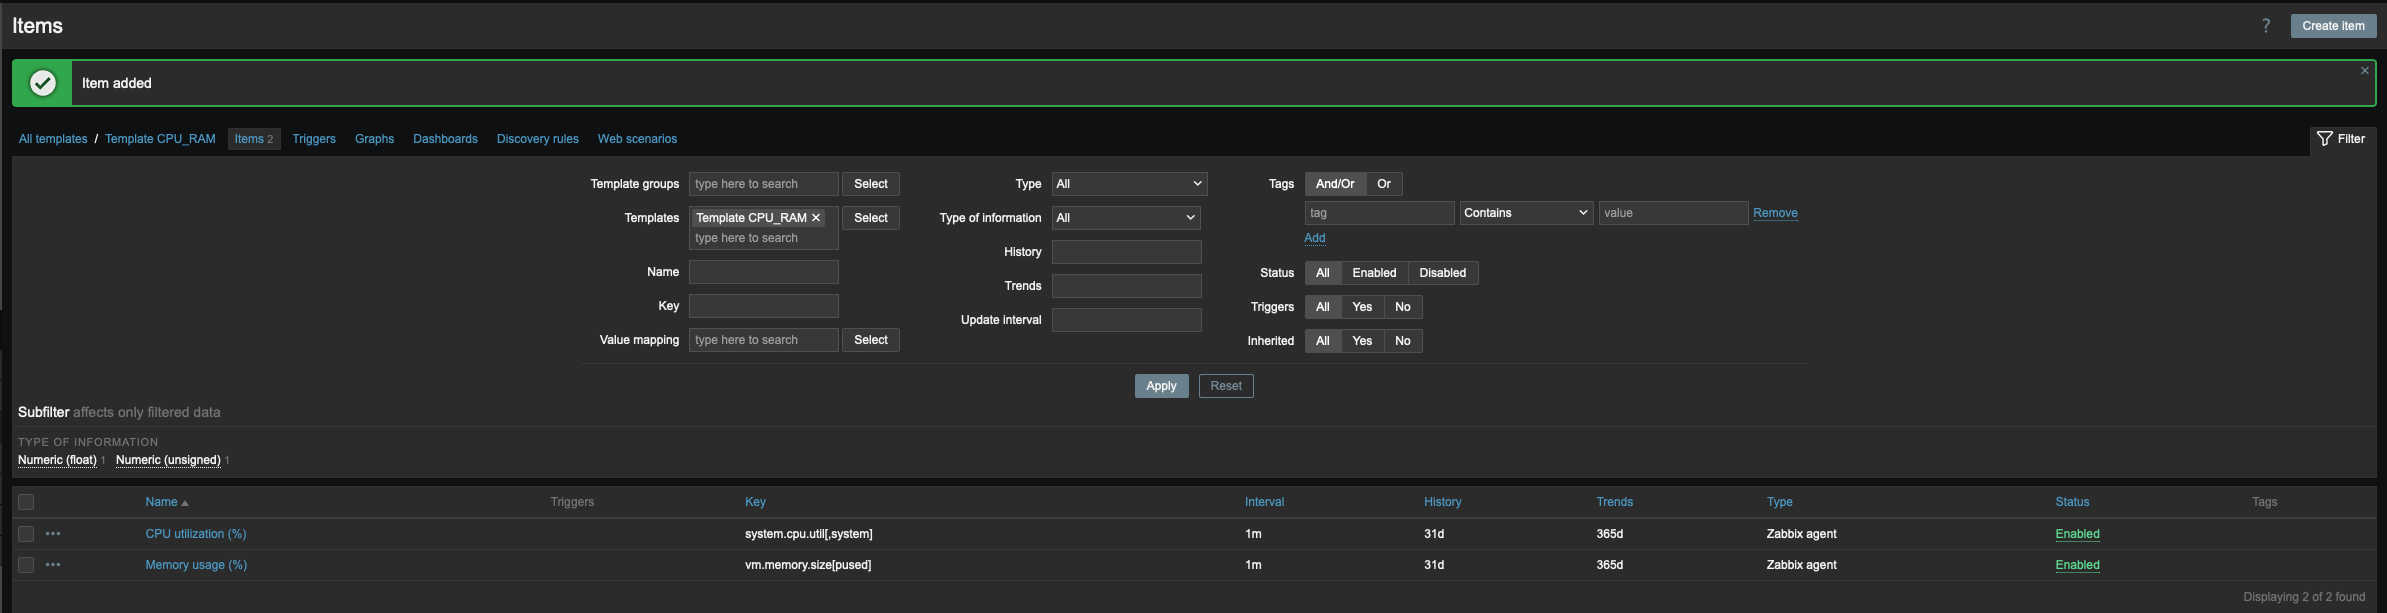 Items
? Create item
Item added
All templates / Template CPU_RAM Items 2 Triggers Graphs Dashboards Discovery rules Web scenarios Filter
Template groups type here to search Select Type All Tags And/Or Or
Templates Template CPU_RAM Select Type of information All tag Contains value Remove
type here to search Add
History
Name Status All Enabled Disabled
Trends
Key Triggers All Yes No
Update interval
Value mapping type here to search Select Inherited All Yes No
Apply Reset
Subfilter affects only filtered data
TYPE OF INFORMATION
Numeric (float) 1 Numeric (unsigned) 1
Name Triggers Key Interval History Trends Type Status Tags
CPU utilization (%) system.cpu.util[,system] 1m 31d 365d Zabbix agent Enabled
Memory usage (%) vm.memory.size[pused] 1m 31d 365d Zabbix agent Enabled
Displaying 2 of 2 found